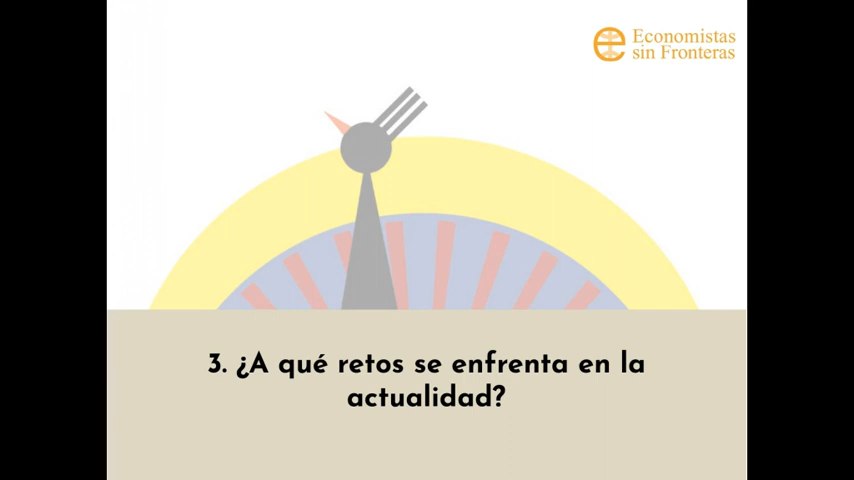 Economistas
sin Fronteras
3. ¿A qué retos se enfrenta en la
actualidad?